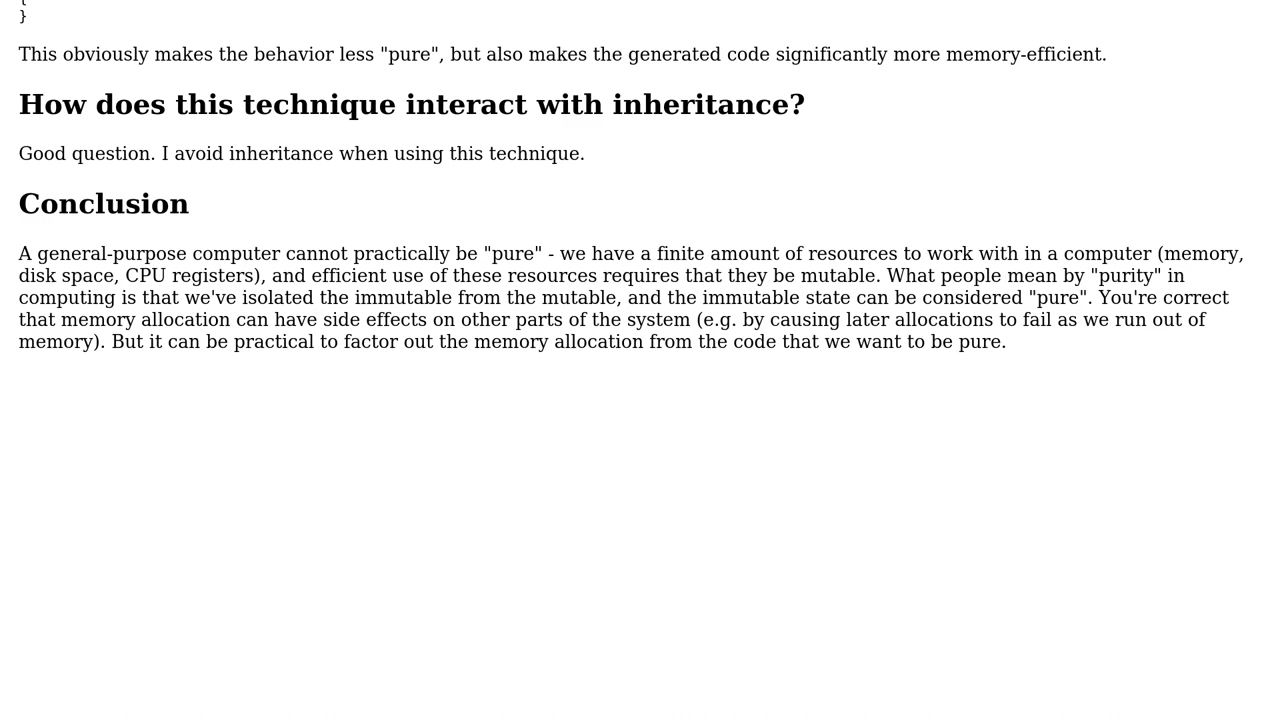 }
This obviously makes the behavior less "pure", but also makes the generated code significantly more memory-efficient.
How does this technique interact with inheritance?
Good question. I avoid inheritance when using this technique.
Conclusion
A general-purpose computer cannot practically be "pure" - we have a finite amount of resources to work with in a computer (memory,
disk space, CPU registers), and efficient use of these resources requires that they be mutable. What people mean by "purity" in
computing is that we've isolated the immutable from the mutable, and the immutable state can be considered "pure". You're correct
that memory allocation can have side effects on other parts of the system (e.g. by causing later allocations to fail as we run out of
memory). But it can be practical to factor out the memory allocation from the code that we want to be pure.